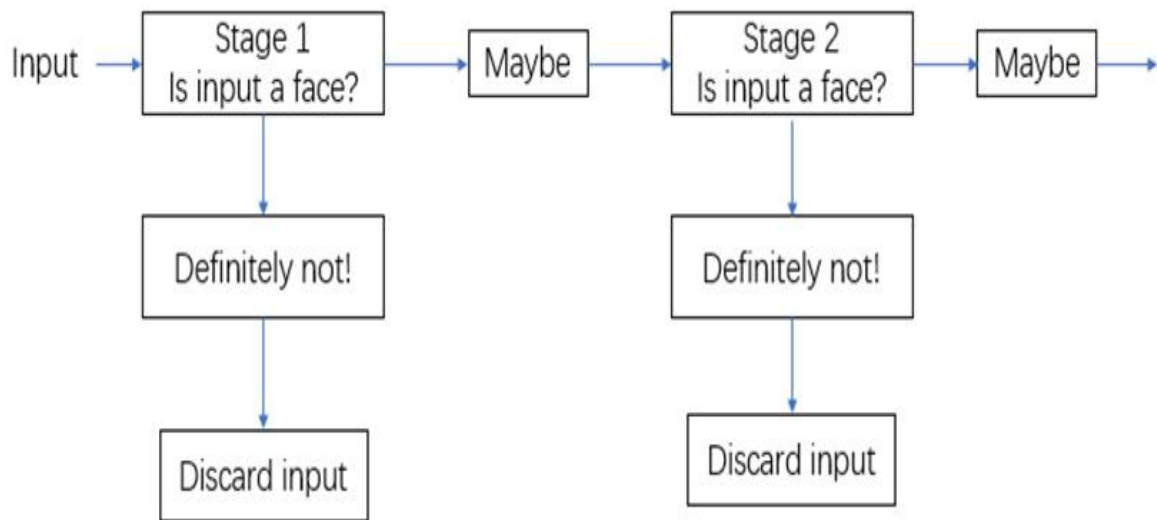 Input
Stage 1
Is input a face?
Maybe
Stage 2
Is input a face?
Maybe
Definitely not!
Definitely not!
Discard input
Discard input